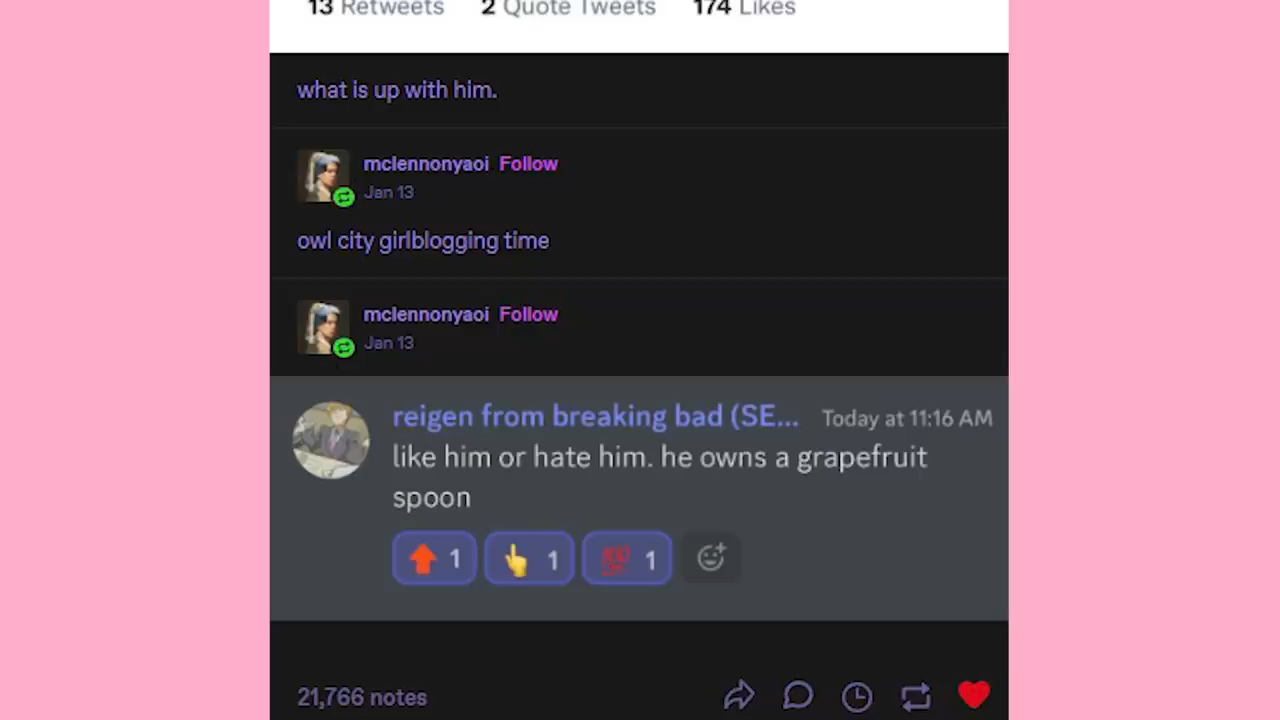 13 Retweets 2 Quote Tweets 174 Likes
what is up with him.
mclennonyaoi Follow
Jan 13
owl city girlblogging time
mclennonyaoi Follow
Jan 13
reigen from breaking bad (SE... Today at 11:16 AM
like him or hate him. he owns a grapefruit
spoon
1 1 💯 1
21,766 notes